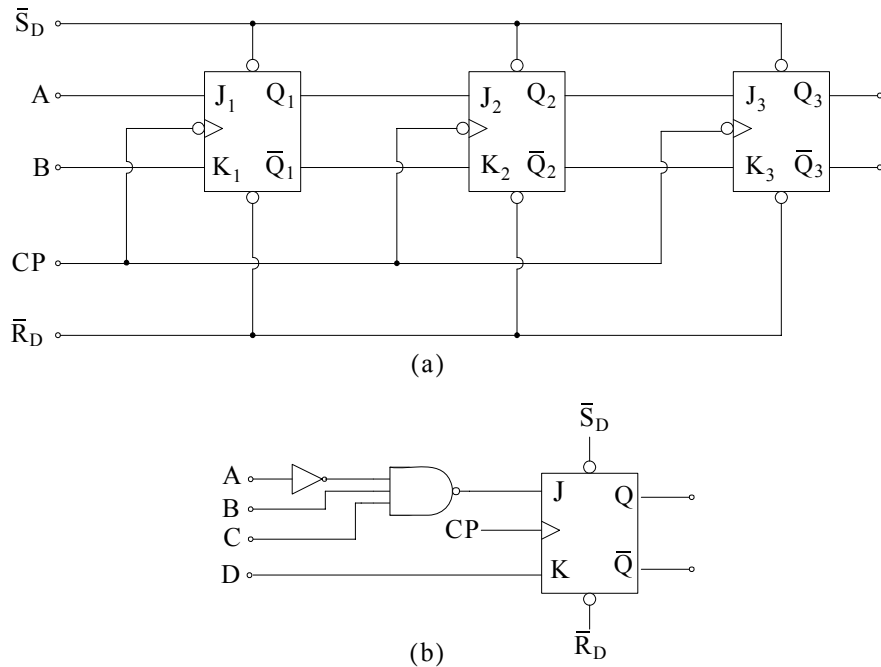 S̄D
A J1 Q1 J2 Q2 J3 Q3
B K1 Q̄1 K2 Q̄2 K3 Q̄3
CP
R̄D
(a)
S̄D
A
B J Q
C CP
D K Q̄
R̄D
(b)